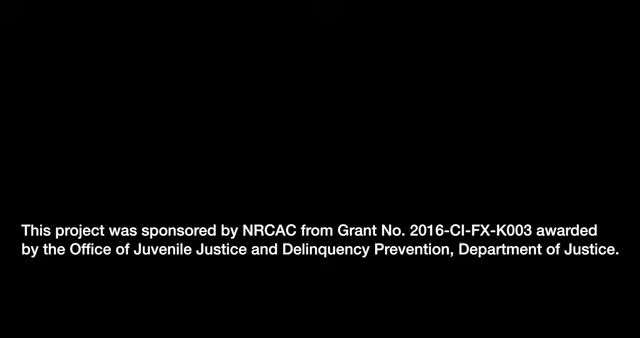 This project was sponsored by NRCAC from Grant No. 2016-CI-FX-K003 awarded
by the Office of Juvenile Justice and Delinquency Prevention, Department of Justice.